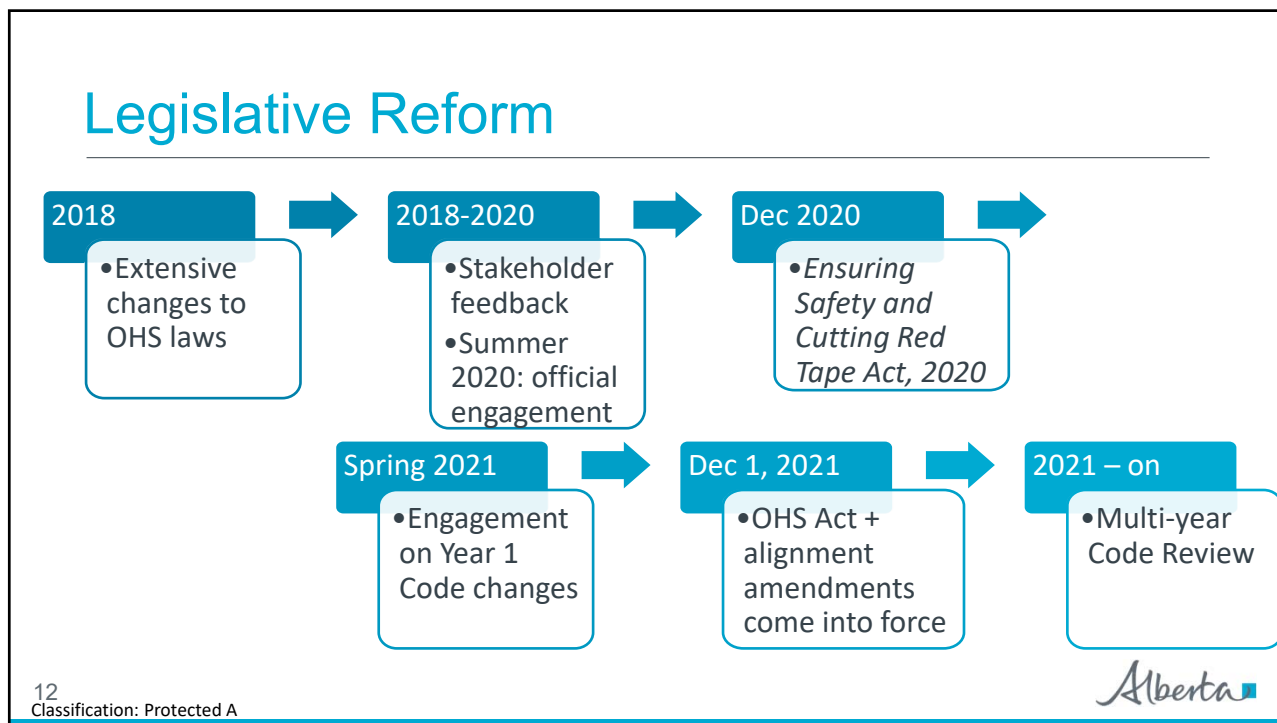 Legislative Reform
2018
•Extensive
changes to
OHS laws
2018-2020
•Stakeholder
feedback
•Summer
2020: official
engagement
Dec 2020
•Ensuring
Safety and
Cutting Red
Tape Act, 2020
Spring 2021
•Engagement
on Year 1
Code changes
Dec 1, 2021
•OHS Act +
alignment
amendments
come into force
2021 – on
•Multi-year
Code Review
12
Classification: Protected A
Alberta